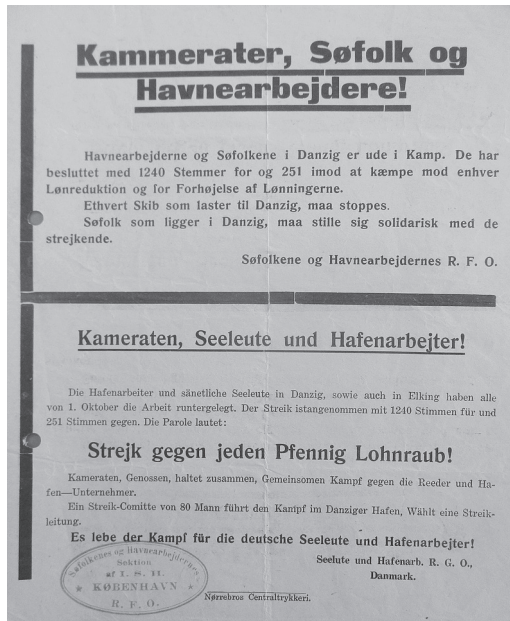 Kammerater, Søfolk og
Havnearbejdere!
Havnearbejderne og Søfolkene i Danzig er ude i Kamp. De har
besluttet med 1240 Stemmer for og 251 imod at kæmpe mod enhver
Lønreduktion og for Forhøjelse af Lønningerne.
Ethvert Skib som laster til Danzig, maa stoppes.
Søfolk som ligger i Danzig, maa stille sig solidarisk med de
strejkende.
Søfolkene og Havnearbejdernes R. F. O.
Kameraten, Seeleute und Hafenarbejter!
Die Hafenarbeiter und sänetliche Seeleute in Danzig, sowie auch in Elking haben alle
von 1. Oktober die Arbeit runtergelegt. Der Streik istangenommen mit 1240 Stimmen für und
251 Stimmen gegen. Die Parole lautet:
Strejk gegen jeden Pfennig Lohnraub!
Kameraten, Genossen, haltet zusammen, Gemeinsomen Kampf gegen die Reeder und Ha-
fen—Unternehmer.
Ein Streik-Comitte von 80 Mann führt den Kampf im Danziger Hafen, Wählt eine Streik-
leitung.
Es lebe der Kampf für die deutsche Seeleute und Hafenarbejter!
Seelute und Hafenarb. R. G. O.,
Danmark.
Søfolkenes og Havnearbejdernes
Sektion
af I. S. H.
KØBENHAVN
R. F. O.
Nørrebros Centraltrykkeri.